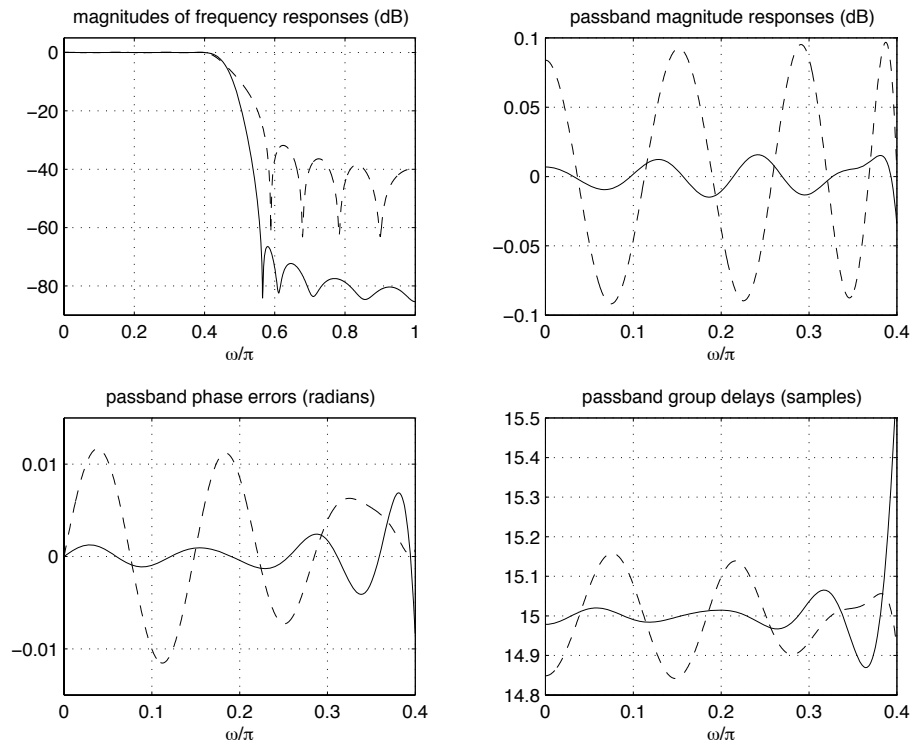 magnitudes of frequency responses (dB)
0
−20
−40
−60
−80
0 0.2 0.4 0.6 0.8 1
ω/π
passband magnitude responses (dB)
0.1
0.05
0
−0.05
−0.1
0 0.1 0.2 0.3 0.4
ω/π
passband phase errors (radians)
0.01
0
−0.01
0 0.1 0.2 0.3 0.4
ω/π
passband group delays (samples)
15.5
15.4
15.3
15.2
15.1
15
14.9
14.8
0 0.1 0.2 0.3 0.4
ω/π